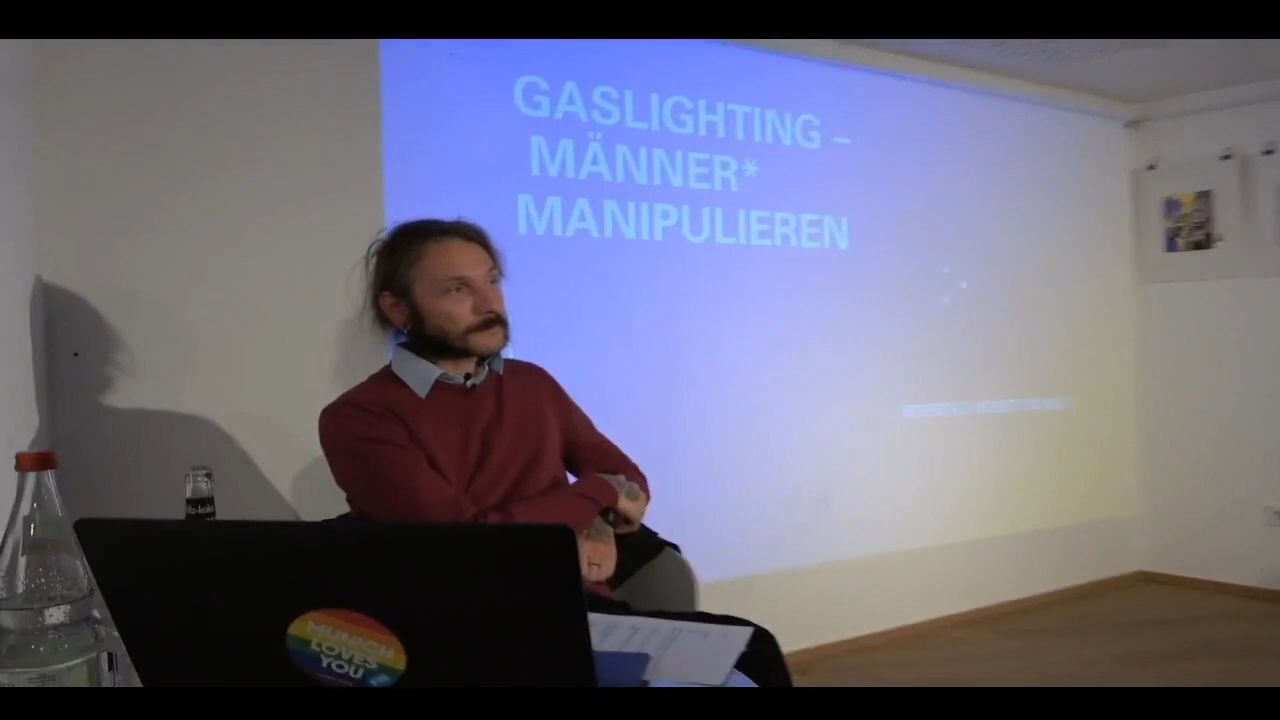 GASLIGHTING –
MÄNNER*
MANIPULIEREN
MUNICH
LOVES
YOU